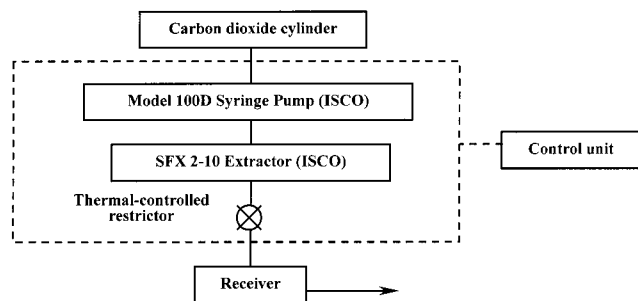 Carbon dioxide cylinder
Model 100D Syringe Pump (ISCO)
SFX 2-10 Extractor (ISCO)
Control unit
Thermal-controlled
restrictor
Receiver